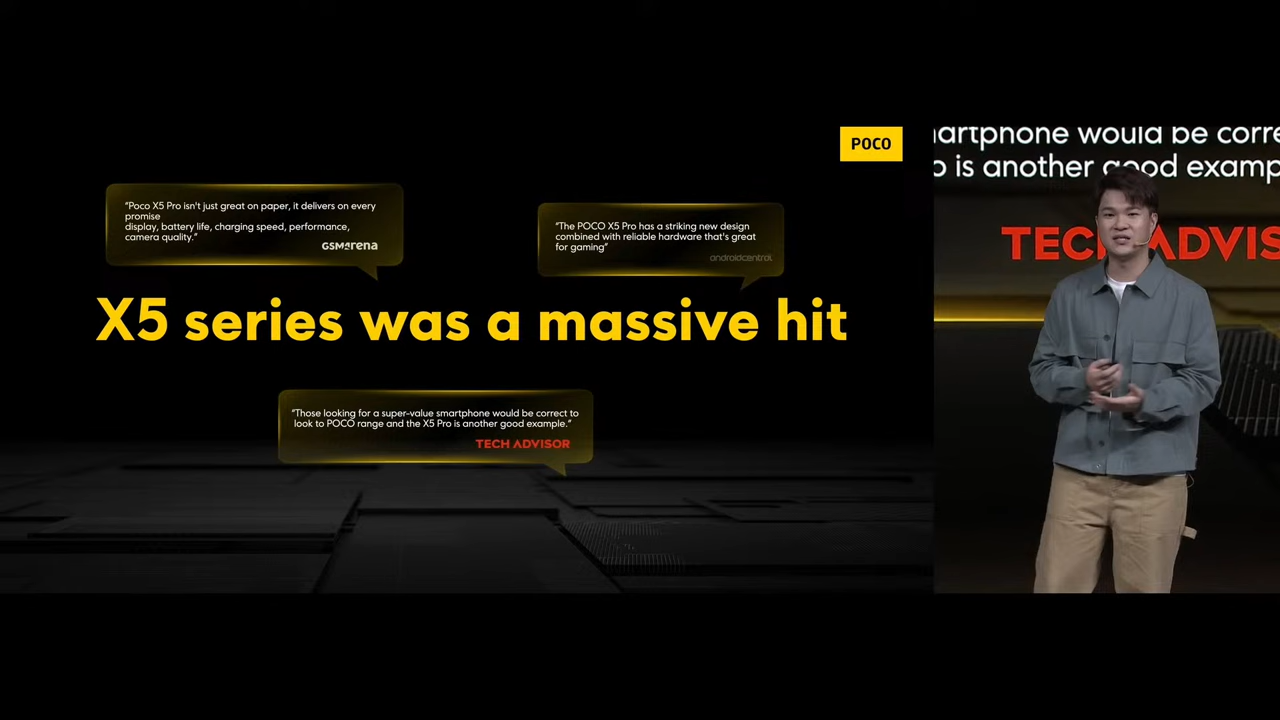 POCO
"Poco X5 Pro isn't just great on paper, it delivers on every
promise
display, battery life, charging speed, performance,
camera quality."
GSMArena
"The POCO X5 Pro has a striking new design
combined with reliable hardware that's great
for gaming"
androidcentral
X5 series was a massive hit
"Those looking for a super-value smartphone would be correct to
look to POCO range and the X5 Pro is another good example."
TECH ADVISOR
artphone would be corre
o is another good examp
TECH ADVIS